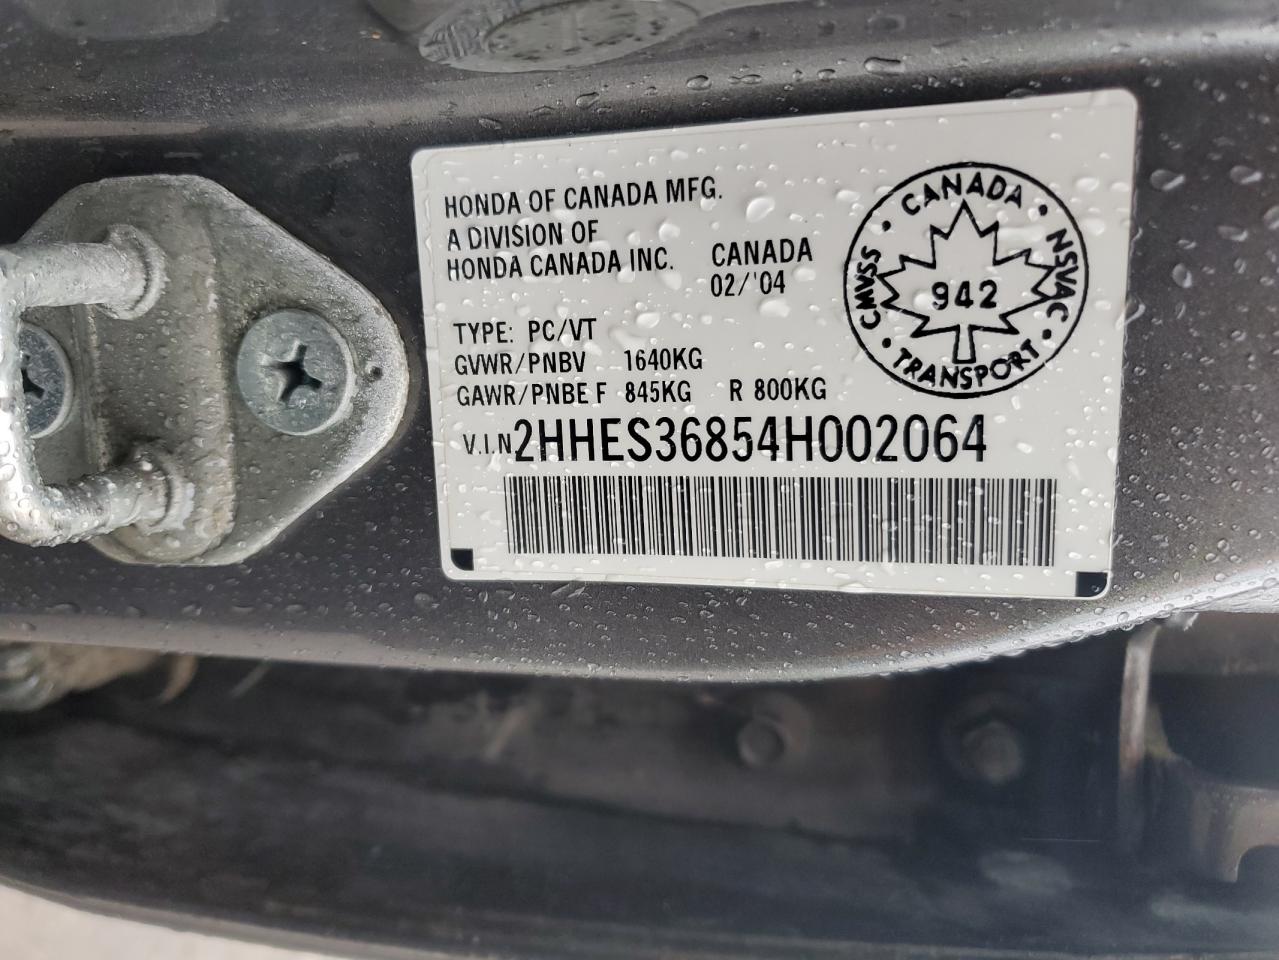 HONDA OF CANADA MFG.
A DIVISION OF
HONDA CANADA INC. CANADA
02/'04
TYPE: PC/VT
GVWR/PNBV 1640KG
GAWR/PNBE F 845KG R 800KG
V.I.N. 2HHES36854H002064
• CANADA •
NSVAC •
TRANSPORT
• CMVSS
942